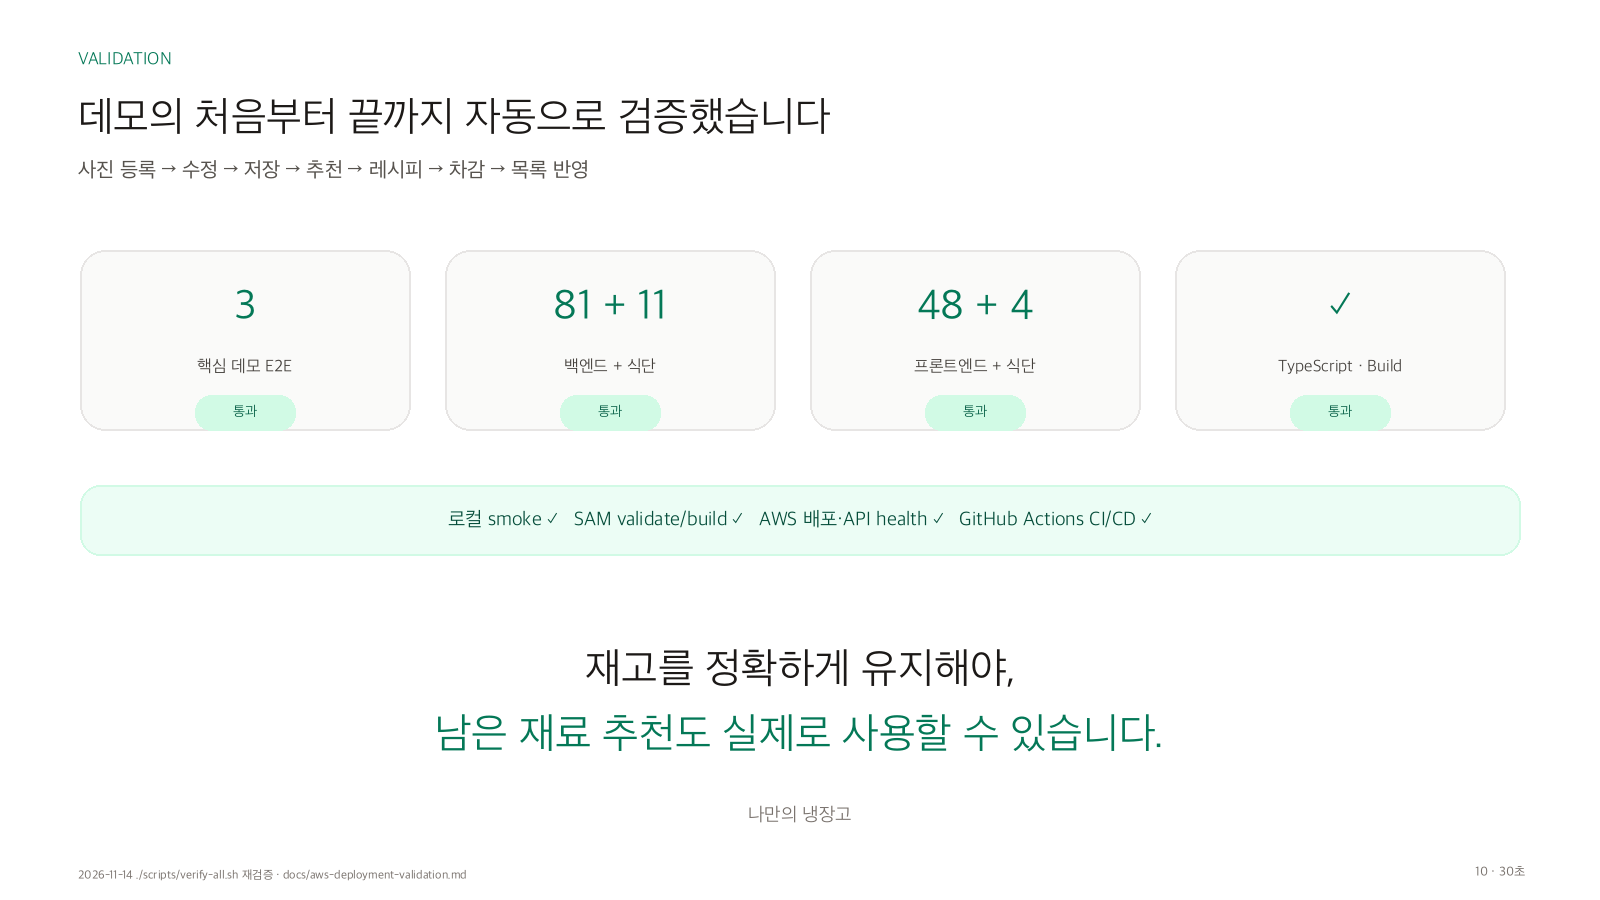 VALIDATION
데모의 처음부터 끝까지 자동으로 검증했습니다
사진 등록 → 수정 → 저장 → 추천 → 레시피 → 차감 → 목록 반영
3
핵심 데모 E2E
통과
81 + 11
백엔드 + 식단
통과
48 + 4
프론트엔드 + 식단
통과
✓
TypeScript · Build
통과
로컬 smoke ✓ SAM validate/build ✓ AWS 배포·API health ✓ GitHub Actions CI/CD ✓
재고를 정확하게 유지해야,
남은 재료 추천도 실제로 사용할 수 있습니다.
나만의 냉장고
2026-11-14 ./scripts/verify-all.sh 재검증 · docs/aws-deployment-validation.md
10 · 30초